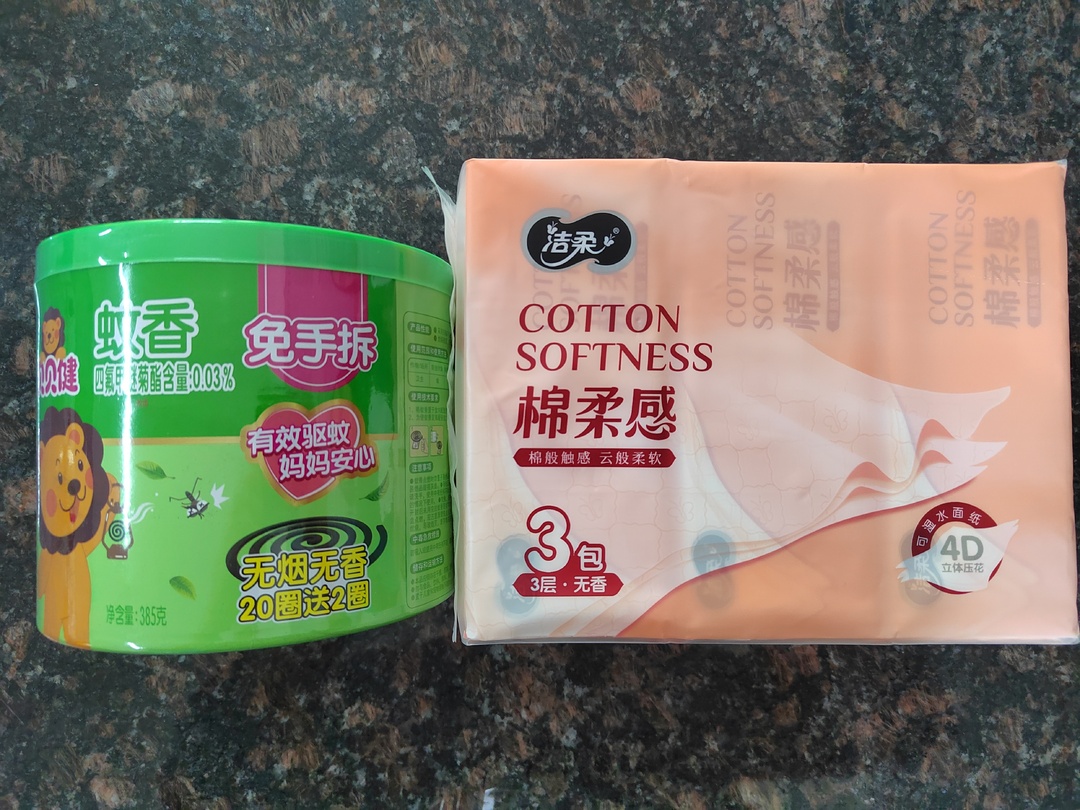 蚊香
四氟甲醚菊酯含量:0.03%
贝健
免手拆
有效驱蚊
妈妈安心
无烟无香
20圈送2圈
净含量:385克
洁柔®
COTTON
SOFTNESS
棉柔感
棉般触感 云般柔软
3包
3层·无香
COTTON
SOFTNESS
棉柔感
COTTON
SOFTNESS
棉柔感
可湿水面纸
4D
立体压花